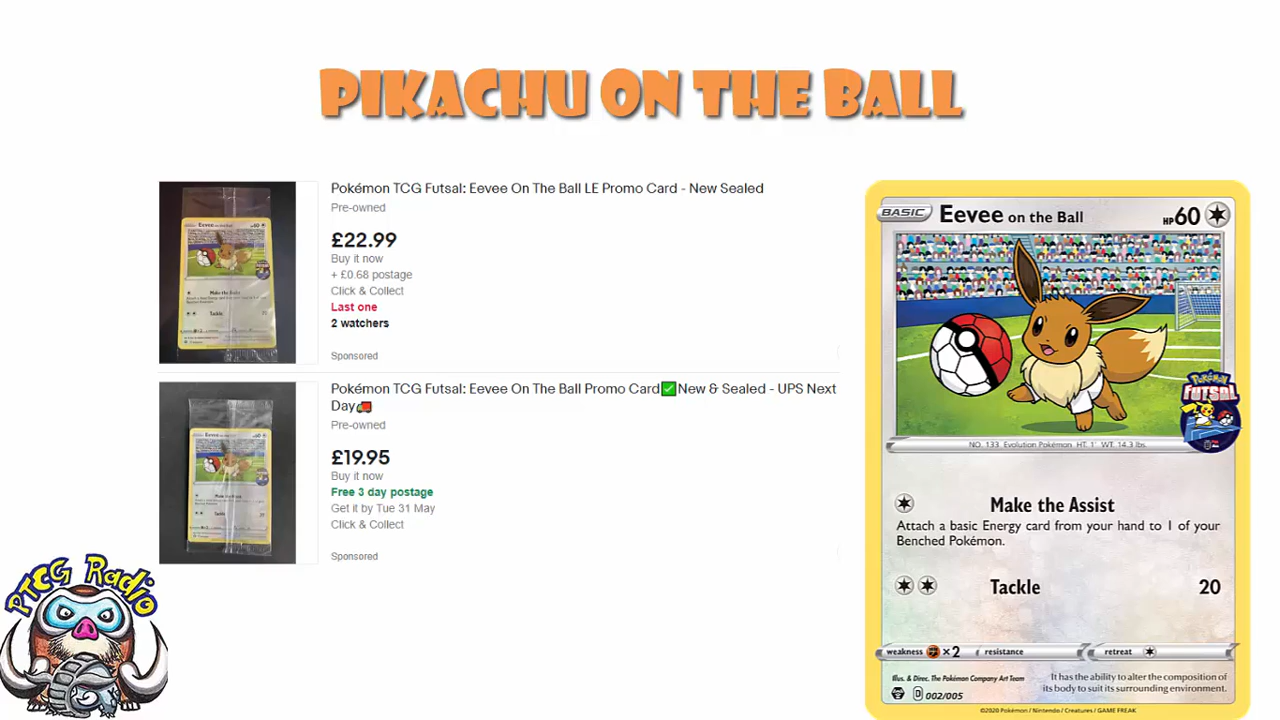 PIKACHU ON THE BALL
Pokémon TCG Futsal: Eevee On The Ball LE Promo Card - New Sealed
Pre-owned
£22.99
Buy it now
+ £0.68 postage
Click & Collect
Last one
2 watchers
Sponsored
Pokémon TCG Futsal: Eevee On The Ball Promo Card✅New & Sealed - UPS Next
Day🚚
Pre-owned
£19.95
Buy it now
Free 3 day postage
Get it by Tue 31 May
Click & Collect
Sponsored
PTCG Radio
BASIC Eevee on the Ball HP60
Pokémon
FUTSAL
NO. 133. Evolution Pokémon HT. 1' WT. 14.3 lbs.
Make the Assist
Attach a basic Energy card from your hand to 1 of your
Benched Pokémon.
Tackle 20
weakness ×2 resistance retreat
Illus. & Direc. The Pokémon Company Art Team
D 002/005
It has the ability to alter the composition of
its body to suit its surrounding environment.
©2020 Pokémon / Nintendo / Creatures / GAME FREAK